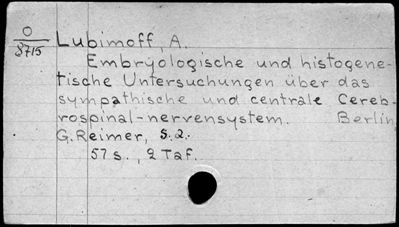 O
8715
Lubimoff, A.
Embryologische und histogene-
tische Untersuchungen über das
sympathische und centrale Cereb-
rospinal-nervensystem. Berlin,
G. Reimer, s.a.
57 s., 2 Taf.